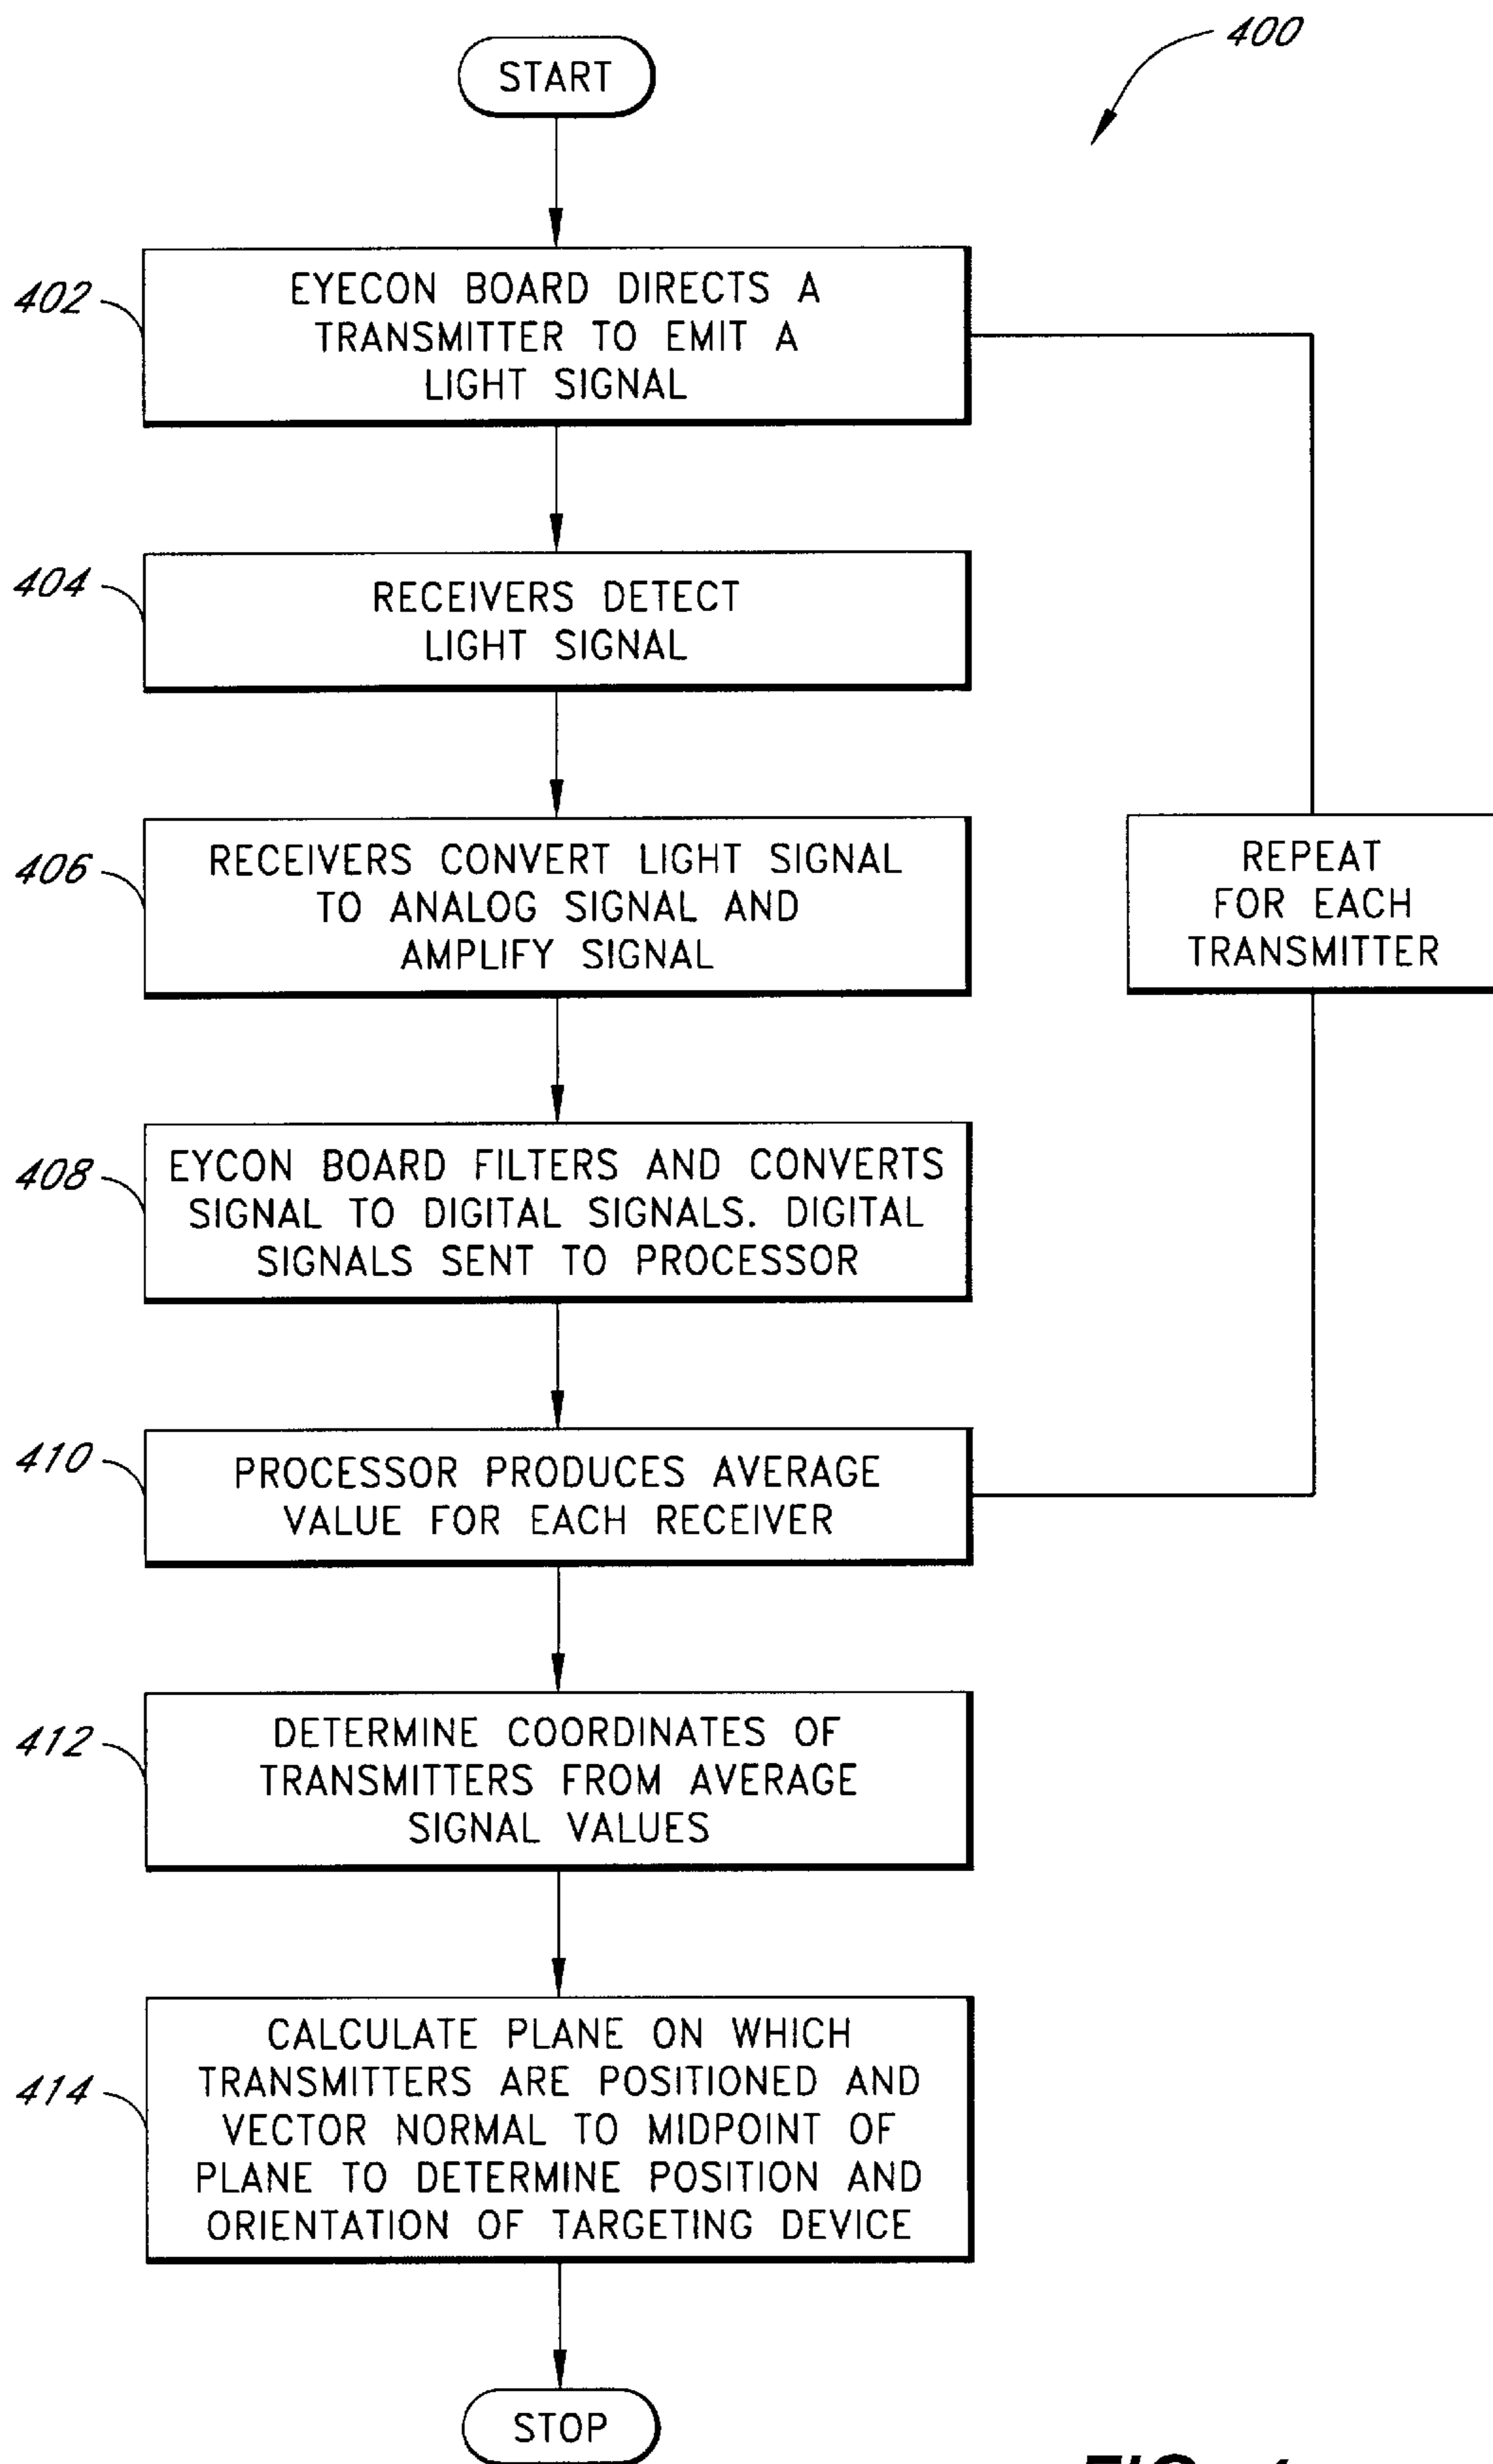 400
START
402
EYECON BOARD DIRECTS A
TRANSMITTER TO EMIT A
LIGHT SIGNAL
404
RECEIVERS DETECT
LIGHT SIGNAL
406
RECEIVERS CONVERT LIGHT SIGNAL
TO ANALOG SIGNAL AND
AMPLIFY SIGNAL
REPEAT
FOR EACH
TRANSMITTER
408
EYCON BOARD FILTERS AND CONVERTS
SIGNAL TO DIGITAL SIGNALS. DIGITAL
SIGNALS SENT TO PROCESSOR
410
PROCESSOR PRODUCES AVERAGE
VALUE FOR EACH RECEIVER
412
DETERMINE COORDINATES OF
TRANSMITTERS FROM AVERAGE
SIGNAL VALUES
414
CALCULATE PLANE ON WHICH
TRANSMITTERS ARE POSITIONED AND
VECTOR NORMAL TO MIDPOINT OF
PLANE TO DETERMINE POSITION AND
ORIENTATION OF TARGETING DEVICE
STOP